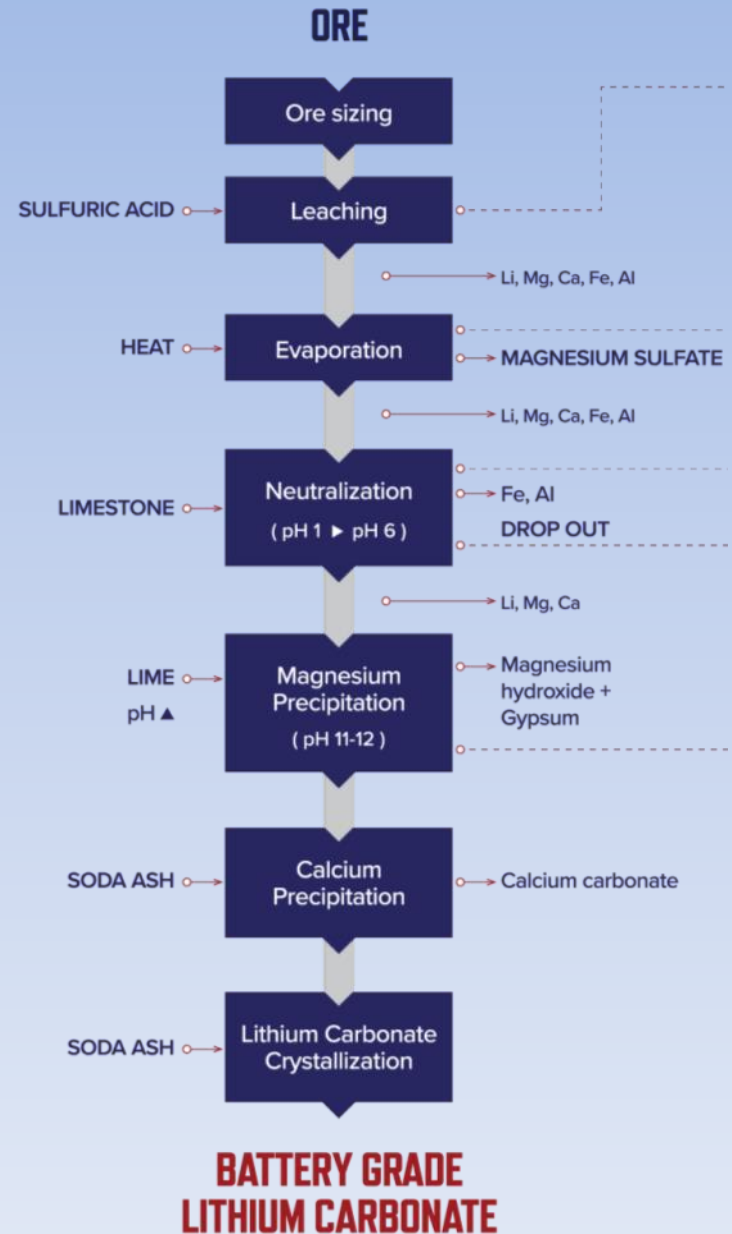 ORE
Ore sizing
SULFURIC ACID
Leaching
Li, Mg, Ca, Fe, Al
HEAT
Evaporation
MAGNESIUM SULFATE
Li, Mg, Ca, Fe, Al
LIMESTONE
Neutralization
( pH 1 ► pH 6 )
Fe, Al
DROP OUT
Li, Mg, Ca
LIME
pH ▲
Magnesium
Precipitation
( pH 11-12 )
Magnesium
hydroxide +
Gypsum
SODA ASH
Calcium
Precipitation
Calcium carbonate
SODA ASH
Lithium Carbonate
Crystallization
BATTERY GRADE
LITHIUM CARBONATE